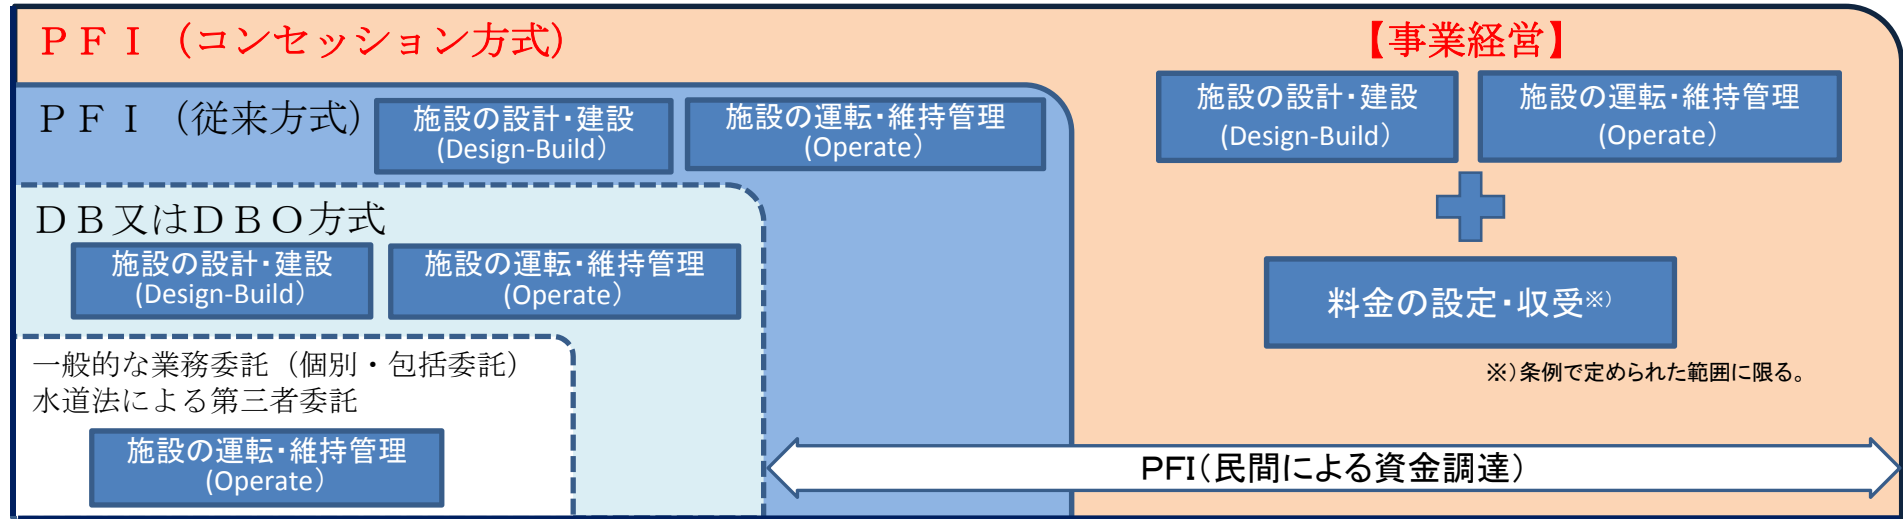 ＰＦＩ（コンセッション方式）
【事業経営】
施設の設計・建設
(Design-Build）
施設の運転・維持管理
(Operate）
料金の設定・収受※）
※）条例で定められた範囲に限る。
ＰＦＩ（従来方式）
施設の設計・建設
(Design-Build）
施設の運転・維持管理
(Operate）
ＤＢ又はＤＢＯ方式
施設の設計・建設
(Design-Build）
施設の運転・維持管理
(Operate）
一般的な業務委託（個別・包括委託）
水道法による第三者委託
施設の運転・維持管理
(Operate）
PFI（民間による資金調達）